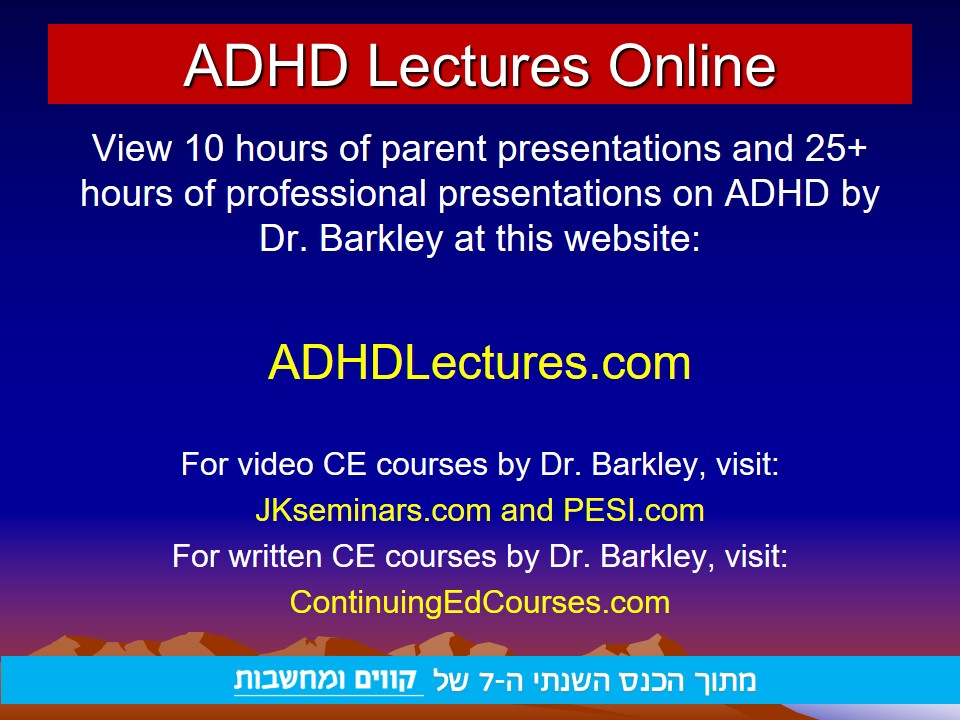 ADHD Lectures Online
View 10 hours of parent presentations and 25+
hours of professional presentations on ADHD by
Dr. Barkley at this website:
ADHDLectures.com
For video CE courses by Dr. Barkley, visit:
JKseminars.com and PESI.com
For written CE courses by Dr. Barkley, visit:
ContinuingEdCourses.com
מתוך הכנס השנתי ה-7 של קווים ומחשבות